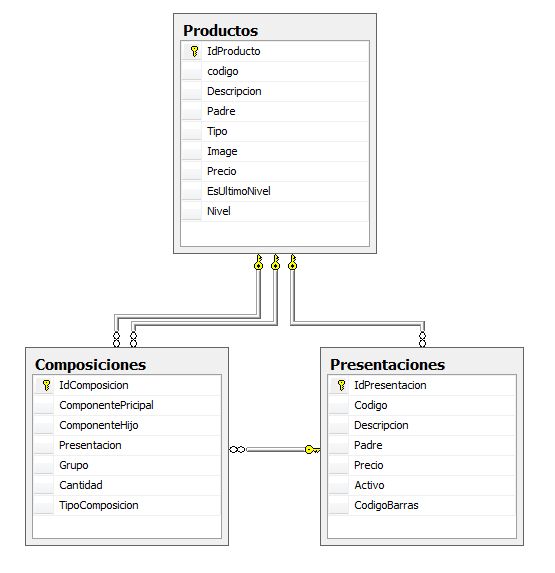 Productos
IdProducto
codigo
Descripcion
Padre
Tipo
Image
Precio
EsUltimoNivel
Nivel
Composiciones
IdComposicion
ComponentePricipal
ComponenteHijo
Presentacion
Grupo
Cantidad
TipoComposicion
Presentaciones
IdPresentacion
Codigo
Descripcion
Padre
Precio
Activo
CodigoBarras